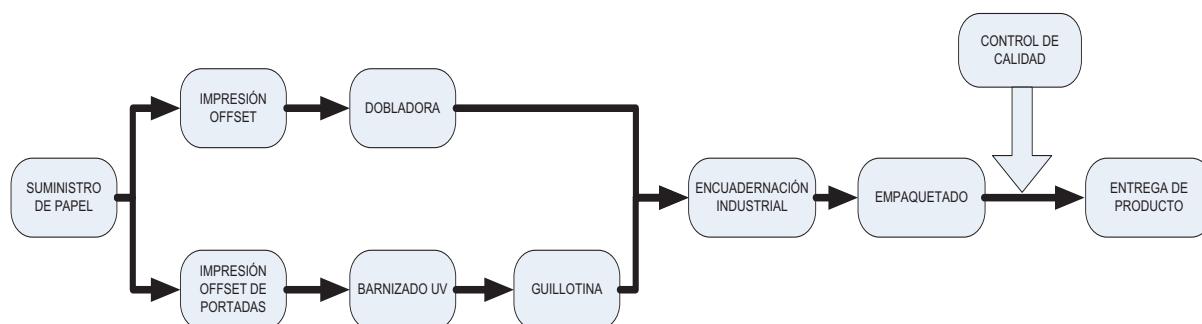 CONTROL DE
CALIDAD
IMPRESIÓN
OFFSET
DOBLADORA
SUMINISTRO
DE PAPEL
ENCUADERNACIÓN
INDUSTRIAL
EMPAQUETADO
ENTREGA DE
PRODUCTO
IMPRESIÓN
OFFSET DE
PORTADAS
BARNIZADO UV
GUILLOTINA